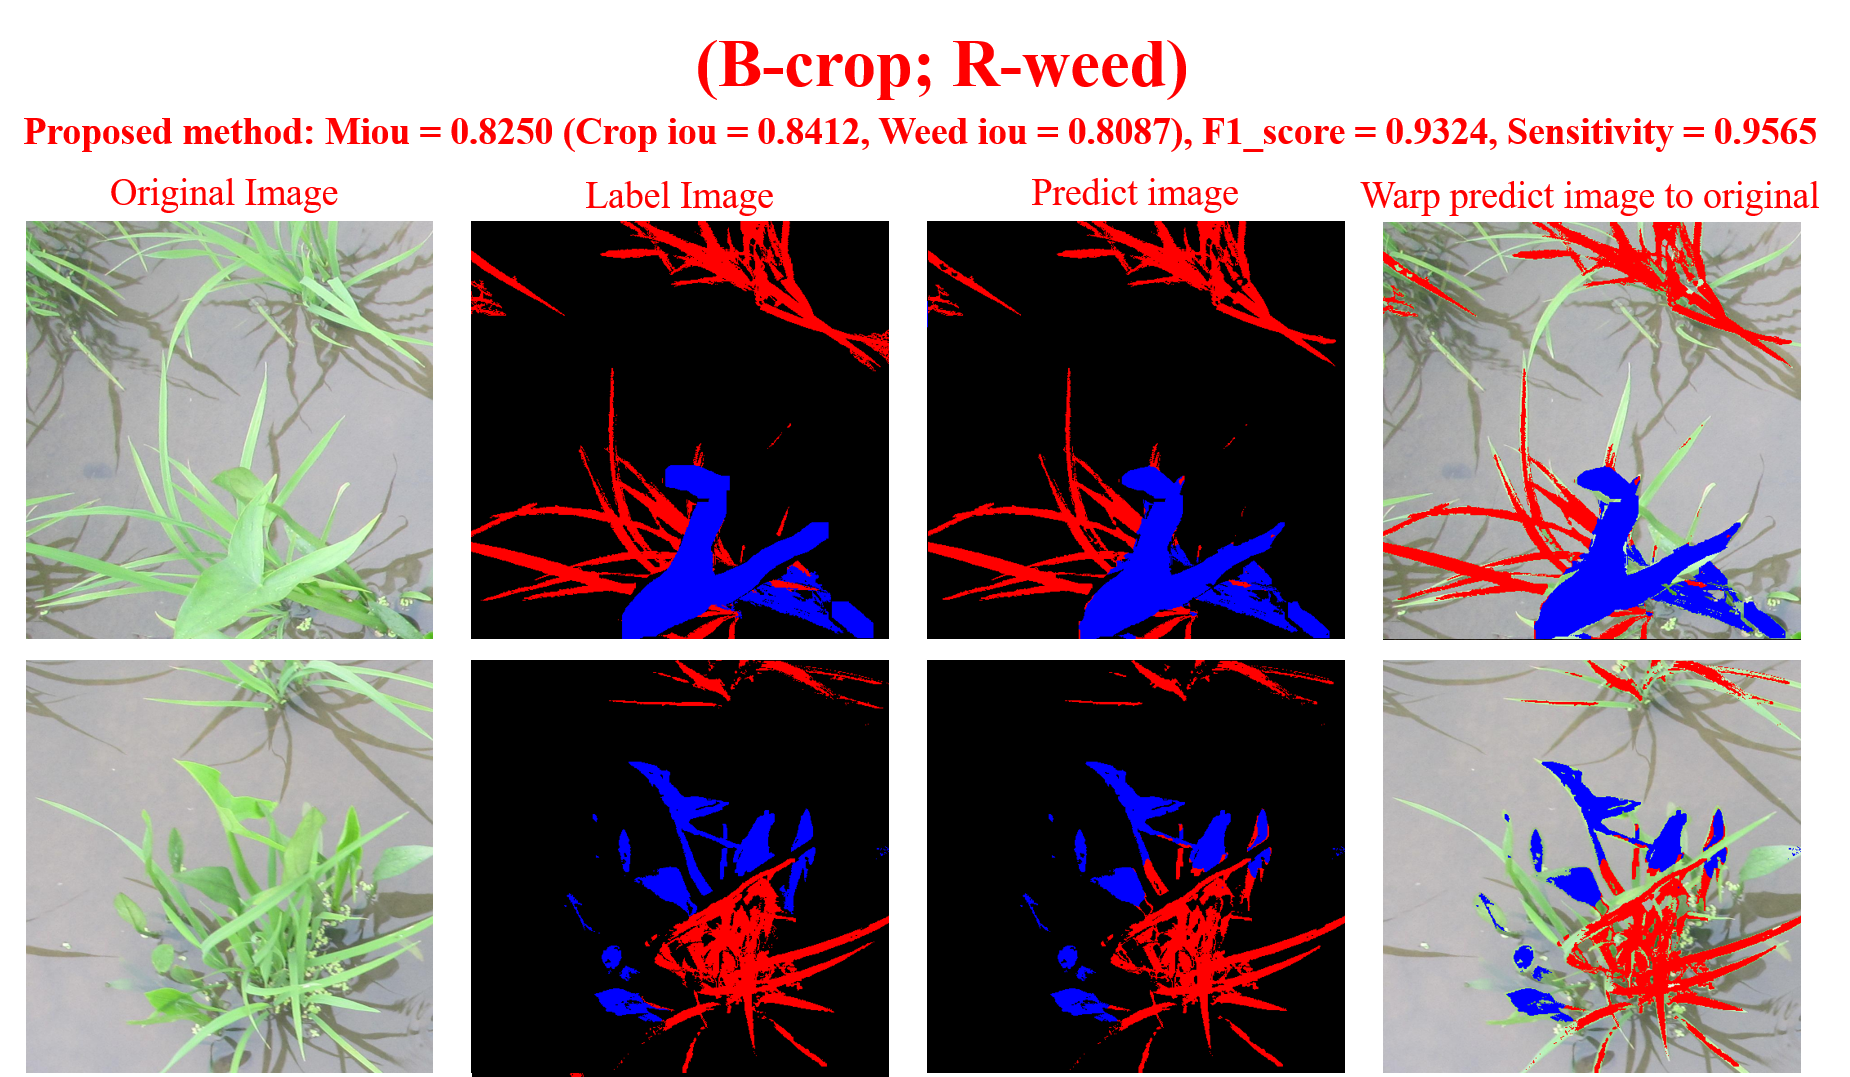 (B-crop; R-weed)
Proposed method: Miou = 0.8250 (Crop iou = 0.8412, Weed iou = 0.8087), F1_score = 0.9324, Sensitivity = 0.9565
Original Image
Label Image
Predict image
Warp predict image to original